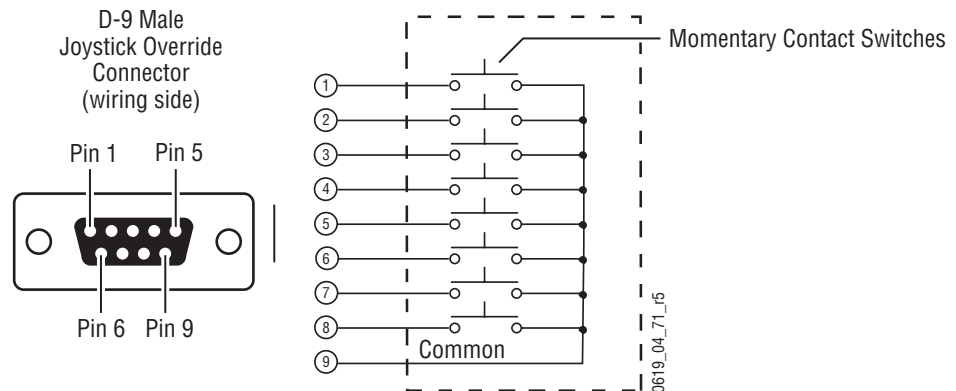 D-9 Male
Joystick Override
Connector
(wiring side)
Pin 1 Pin 5
Pin 6 Pin 9
Momentary Contact Switches
1
2
3
4
5
6
7
8
9
Common
0619_04_71_r5